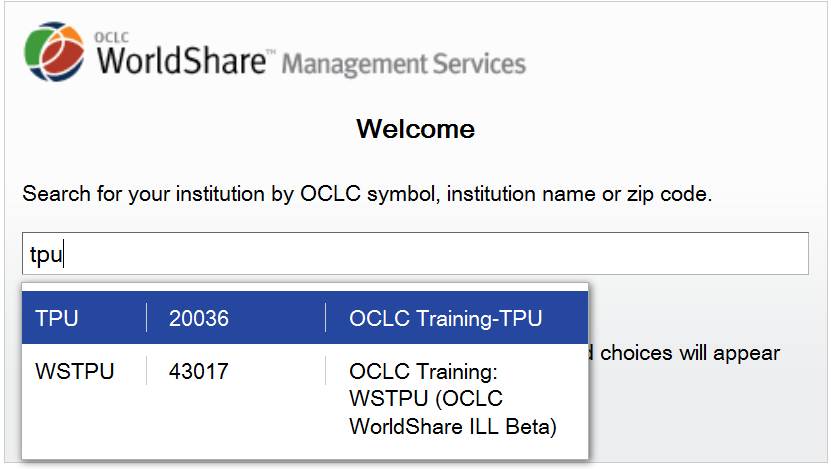 OCLC
WorldShare™ Management Services
Welcome
Search for your institution by OCLC symbol, institution name or zip code.
tpu
TPU 20036 OCLC Training-TPU
choices will appear
WSTPU 43017 OCLC Training:
WSTPU (OCLC
WorldShare ILL Beta)